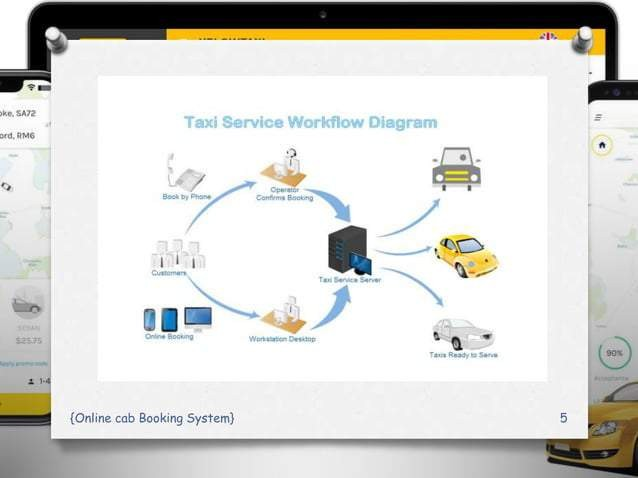 oke, SA72
ord, RM6
Taxi Service Workflow Diagram
Book by Phone
Operator
Confirms Booking
Customers
Taxi Service Server
Online Booking
Workstation Desktop
Taxis Ready to Serve
SEDAN
$25.75
Apply promo code
1-4
90%
Acceptance
{Online cab Booking System}
5